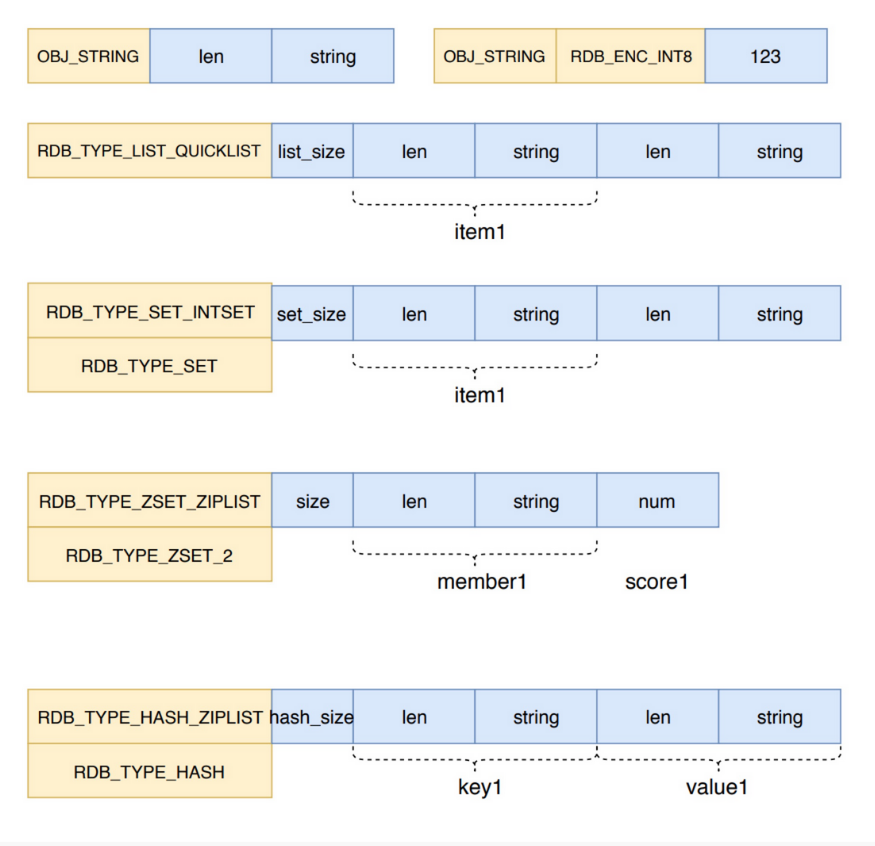 OBJ_STRING len string OBJ_STRING RDB_ENC_INT8 123
RDB_TYPE_LIST_QUICKLIST list_size len string len string
item1
RDB_TYPE_SET_INTSET set_size len string len string
RDB_TYPE_SET
item1
RDB_TYPE_ZSET_ZIPLIST size len string num
RDB_TYPE_ZSET_2
member1 score1
RDB_TYPE_HASH_ZIPLIST hash_size len string len string
RDB_TYPE_HASH
key1 value1